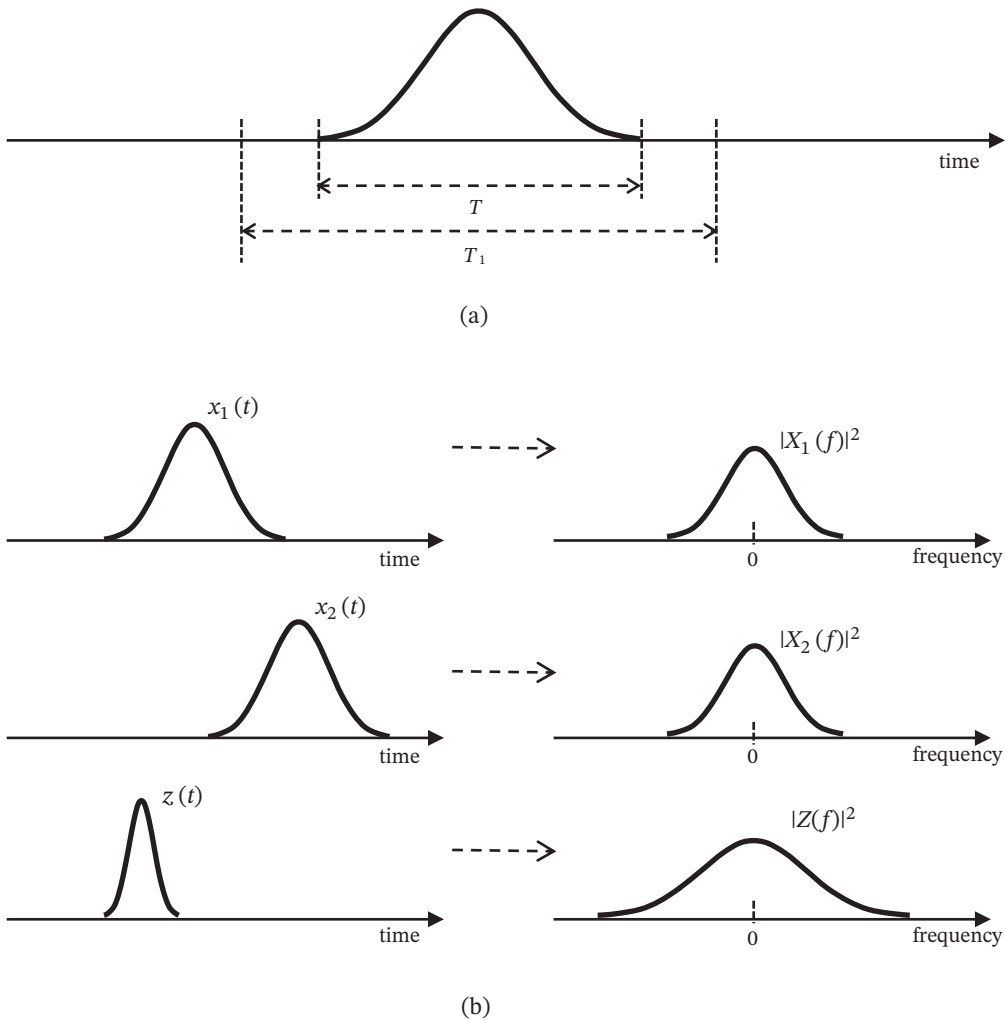 time
T
T₁
(a)
x₁ (t)
|X₁ (f)|²
time
0
frequency
x₂ (t)
|X₂ (f)|²
time
0
frequency
z (t)
|Z(f)|²
time
0
frequency
(b)